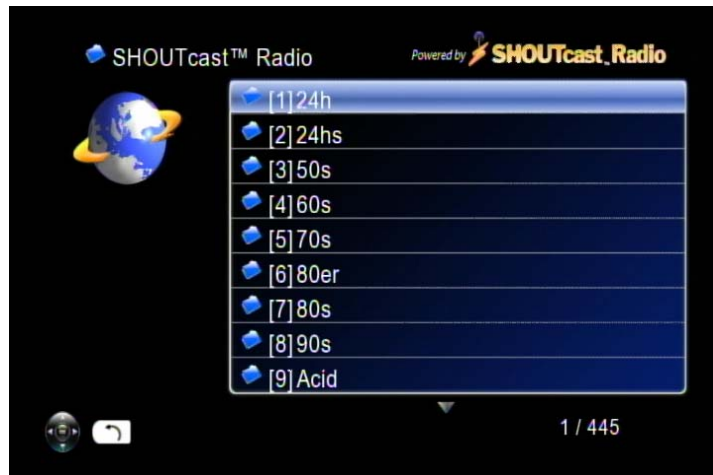 SHOUTcast™ Radio
Powered by SHOUTcast Radio
[1] 24h
[2] 24hs
[3] 50s
[4] 60s
[5] 70s
[6] 80er
[7] 80s
[8] 90s
[9] Acid
1 / 445